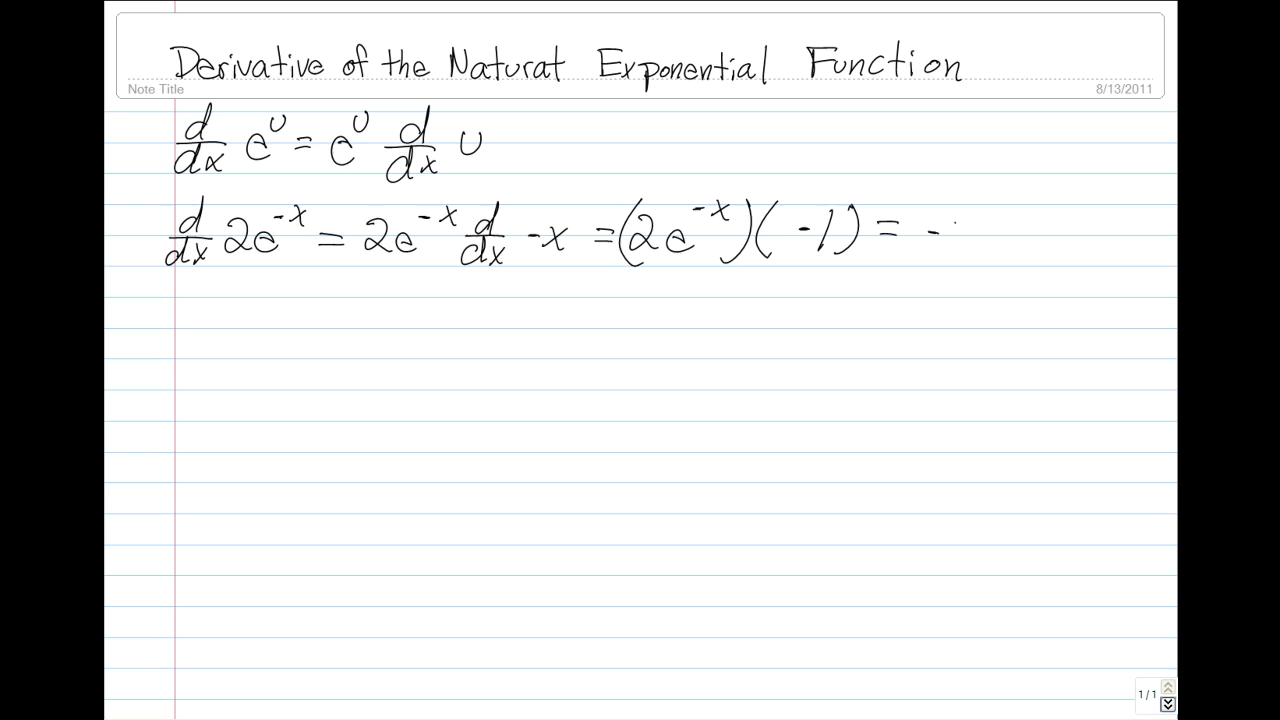 Derivative of the Natural Exponential Function
Note Title 8/13/2011
d/dx e^u = e^u d/dx u
d/dx 2e^-x = 2e^-x d/dx -x = (2e^-x)(-1) = -
1/1